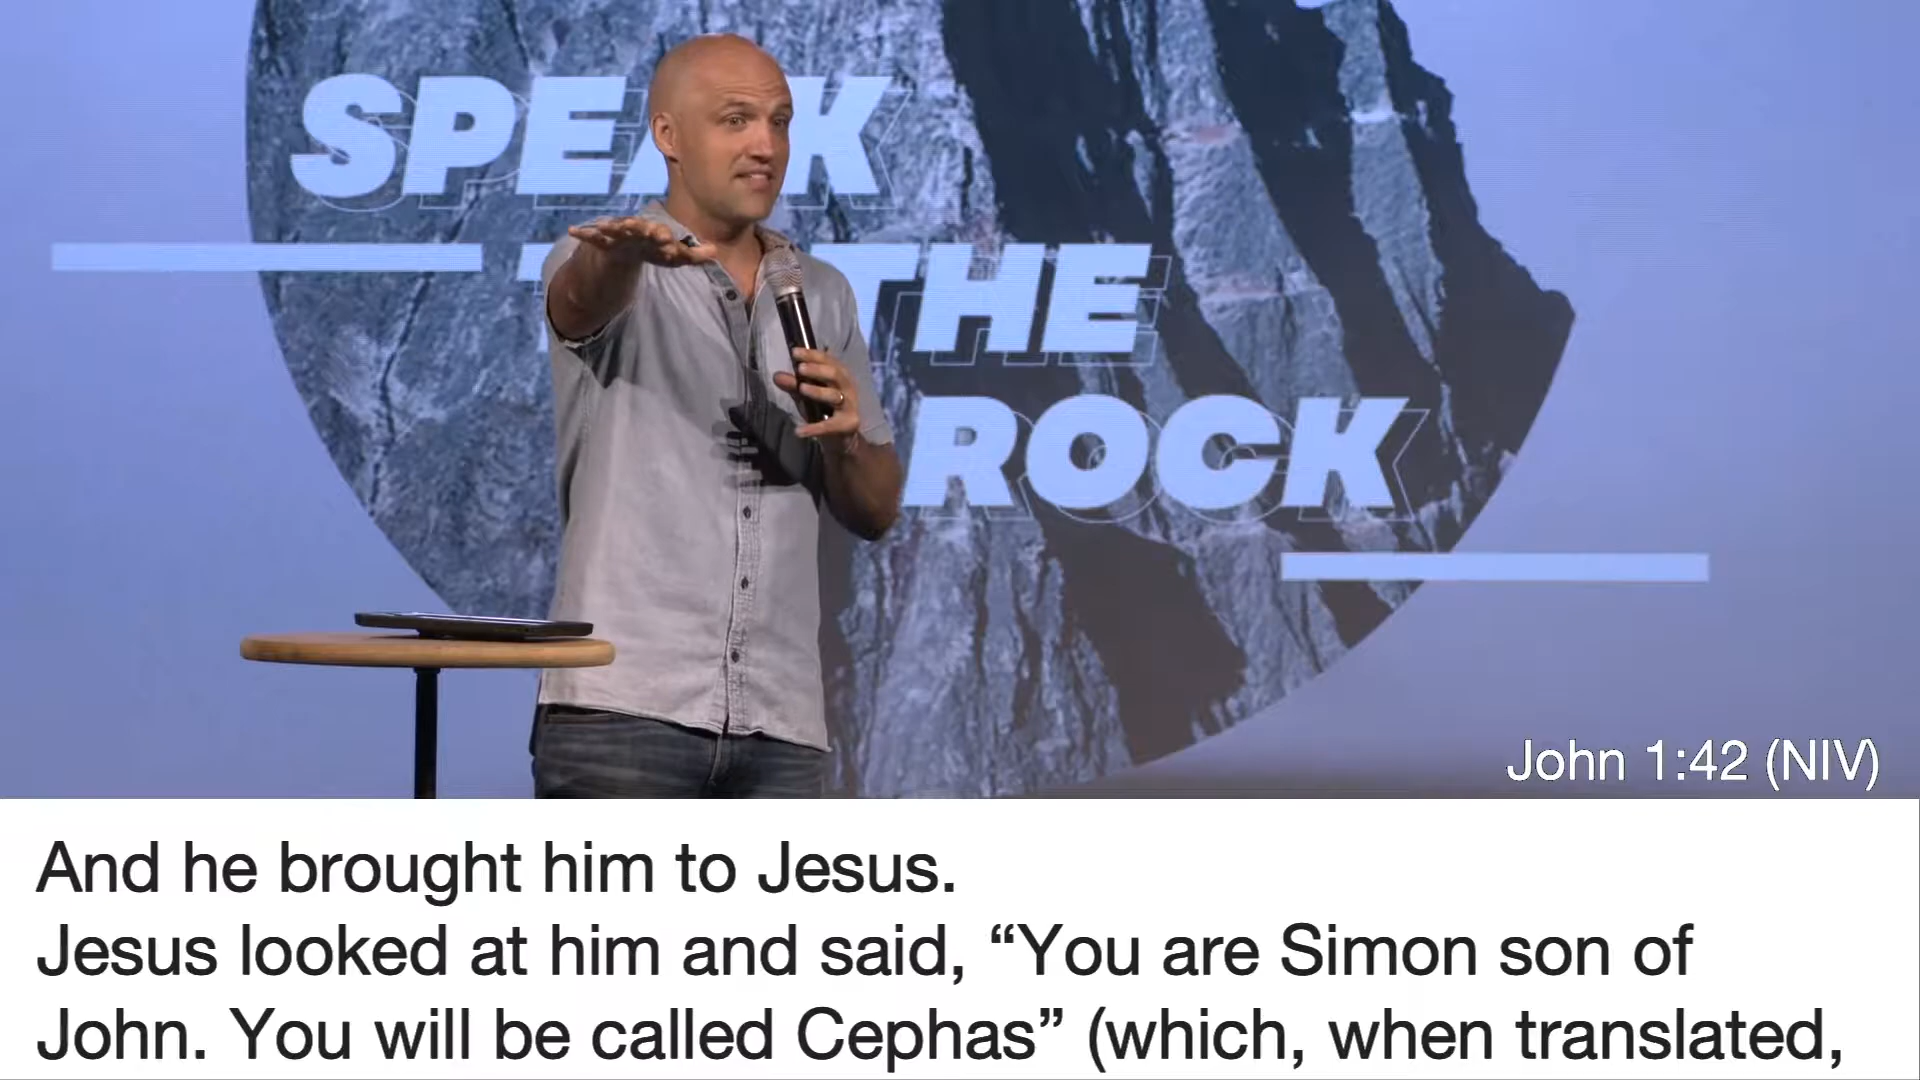 SPEAK
THE
ROCK
John 1:42 (NIV)
And he brought him to Jesus.
Jesus looked at him and said, “You are Simon son of
John. You will be called Cephas” (which, when translated,